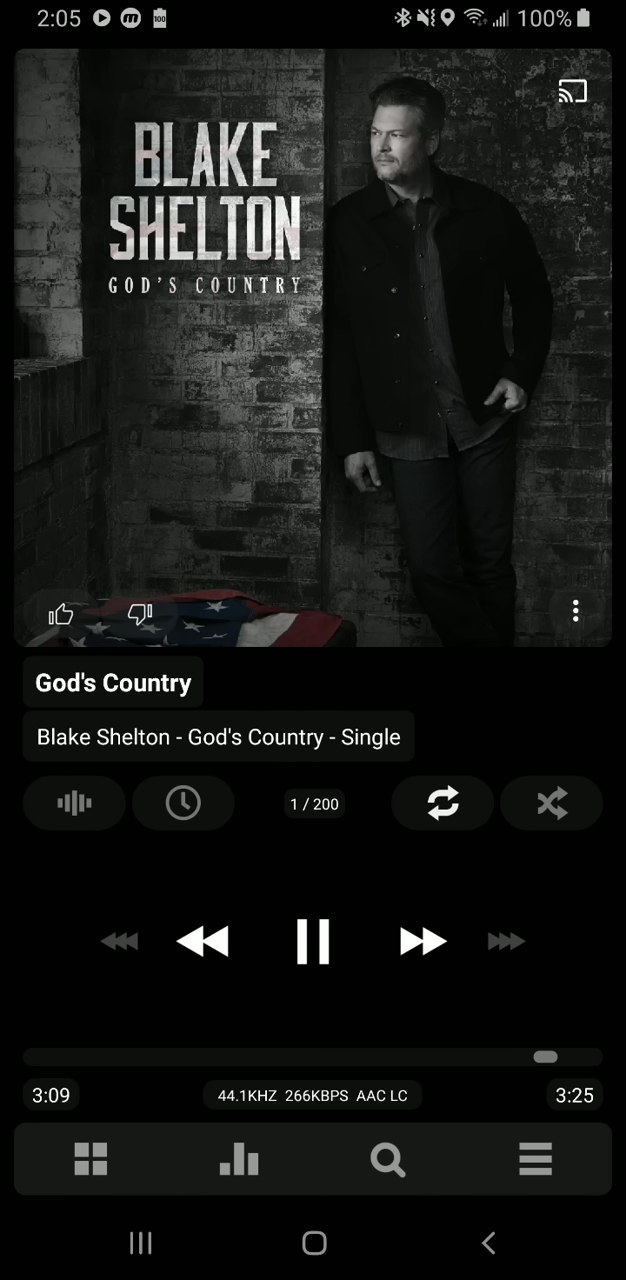 2:05
100
100%
BLAKE
SHELTON
GOD'S COUNTRY
God's Country
Blake Shelton - God's Country - Single
1 / 200
3:09
44.1KHZ 266KBPS AAC LC
3:25